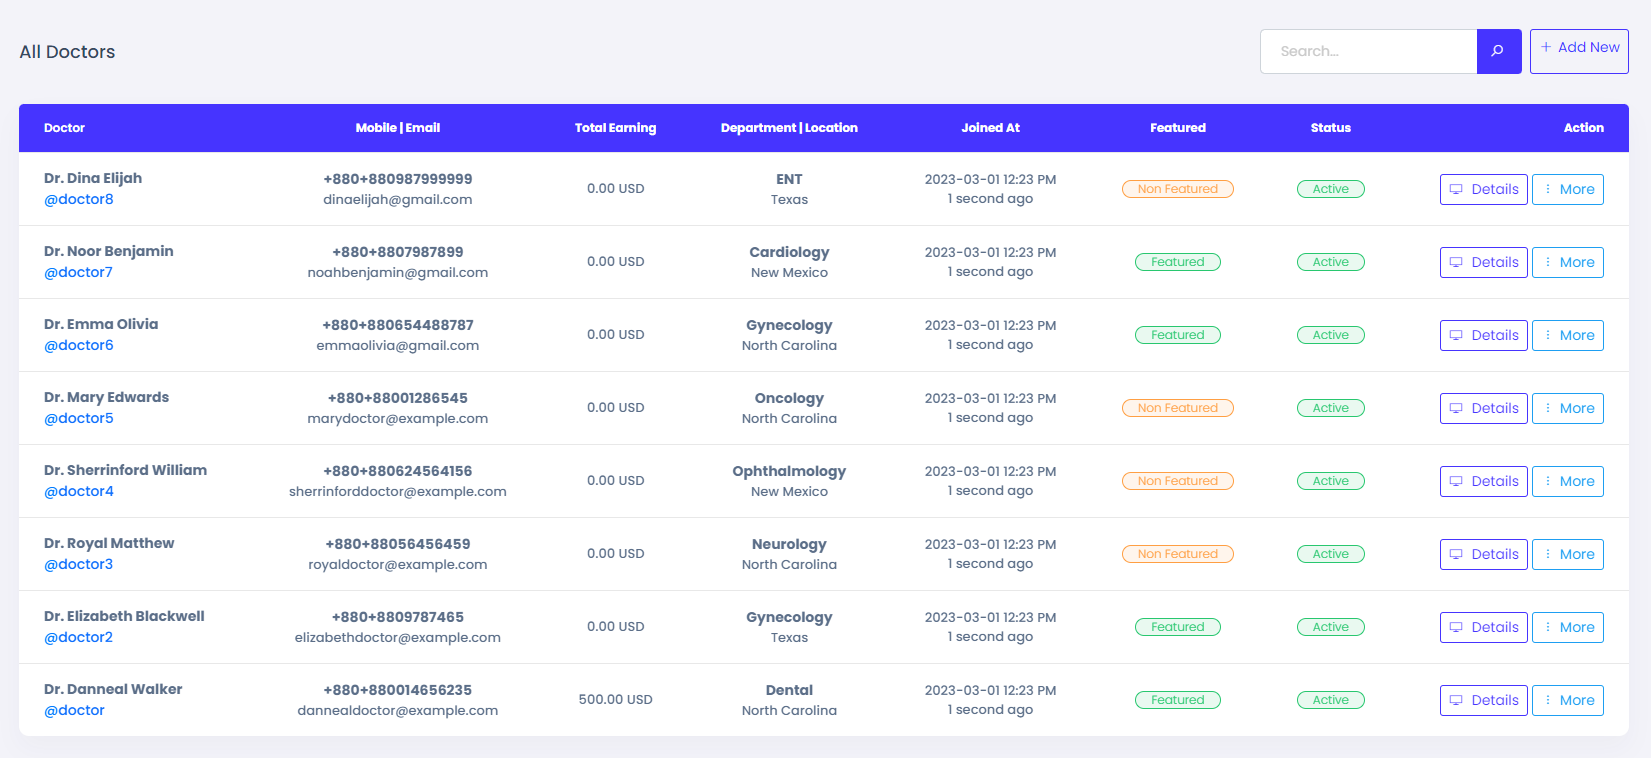 All Doctors
Search...
+ Add New
Doctor Mobile | Email Total Earning Department | Location Joined At Featured Status Action
Dr. Dina Elijah +880+880987999999 0.00 USD ENT 2023-03-01 12:23 PM Non Featured Active Details More
@doctor8 dinaelijah@gmail.com Texas 1 second ago
Dr. Noor Benjamin +880+8807987899 0.00 USD Cardiology 2023-03-01 12:23 PM Featured Active Details More
@doctor7 noahbenjamin@gmail.com New Mexico 1 second ago
Dr. Emma Olivia +880+880654488787 0.00 USD Gynecology 2023-03-01 12:23 PM Featured Active Details More
@doctor6 emmaolivia@gmail.com North Carolina 1 second ago
Dr. Mary Edwards +880+88001286545 0.00 USD Oncology 2023-03-01 12:23 PM Non Featured Active Details More
@doctor5 marydoctor@example.com North Carolina 1 second ago
Dr. Sherrinford William +880+880624564156 0.00 USD Ophthalmology 2023-03-01 12:23 PM Non Featured Active Details More
@doctor4 sherrinforddoctor@example.com New Mexico 1 second ago
Dr. Royal Matthew +880+88056456459 0.00 USD Neurology 2023-03-01 12:23 PM Non Featured Active Details More
@doctor3 royaldoctor@example.com North Carolina 1 second ago
Dr. Elizabeth Blackwell +880+8809787465 0.00 USD Gynecology 2023-03-01 12:23 PM Featured Active Details More
@doctor2 elizabethdoctor@example.com Texas 1 second ago
Dr. Danneal Walker +880+880014656235 500.00 USD Dental 2023-03-01 12:23 PM Featured Active Details More
@doctor dannealdoctor@example.com North Carolina 1 second ago